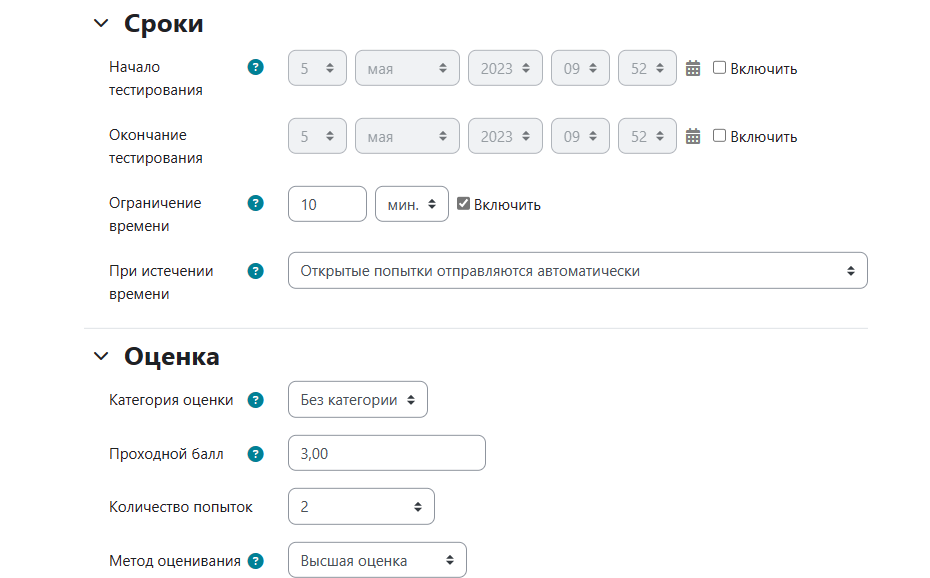 Сроки
Начало тестирования ? 5 мая 2023 09 52 Включить
Окончание тестирования 5 мая 2023 09 52 Включить
Ограничение времени ? 10 мин. Включить
При истечении времени ? Открытые попытки отправляются автоматически
Оценка
Категория оценки ? Без категории
Проходной балл ? 3,00
Количество попыток 2
Метод оценивания ? Высшая оценка